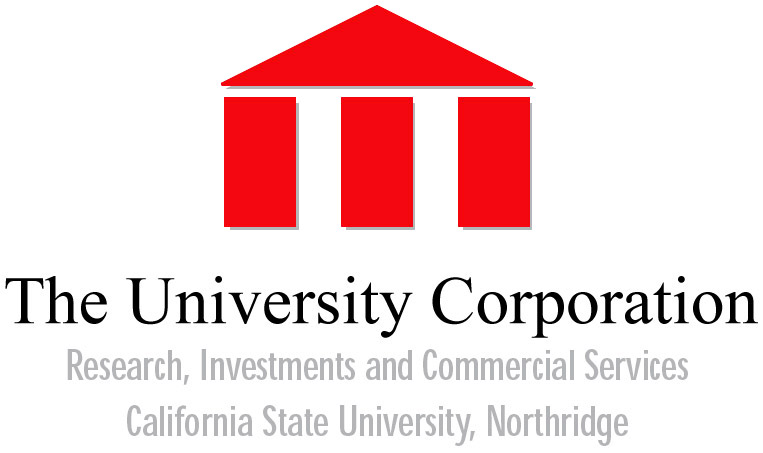 The University Corporation
Research, Investments and Commercial Services
California State University, Northridge